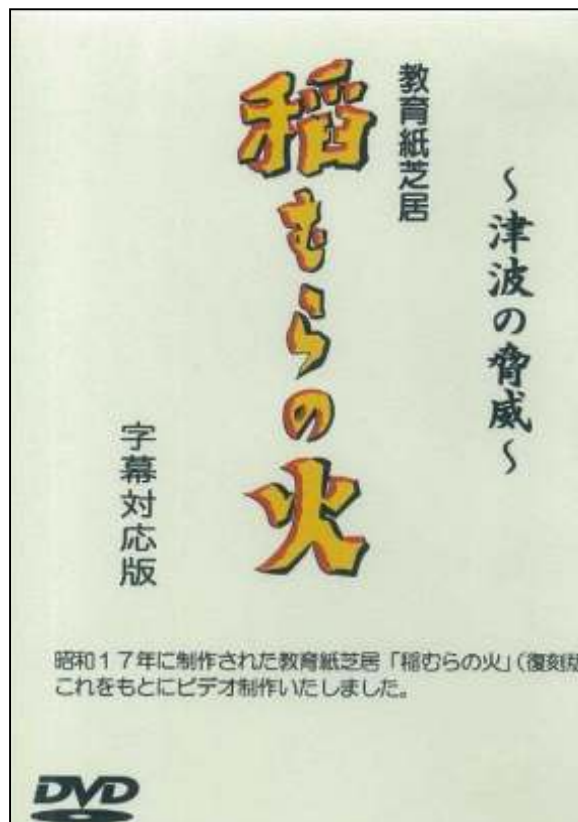 ～津波の脅威～
教育紙芝居
稲むらの火
字幕対応版
昭和１７年に制作された教育紙芝居「稲むらの火」（復刻版
これをもとにビデオ制作いたしました。
DVD